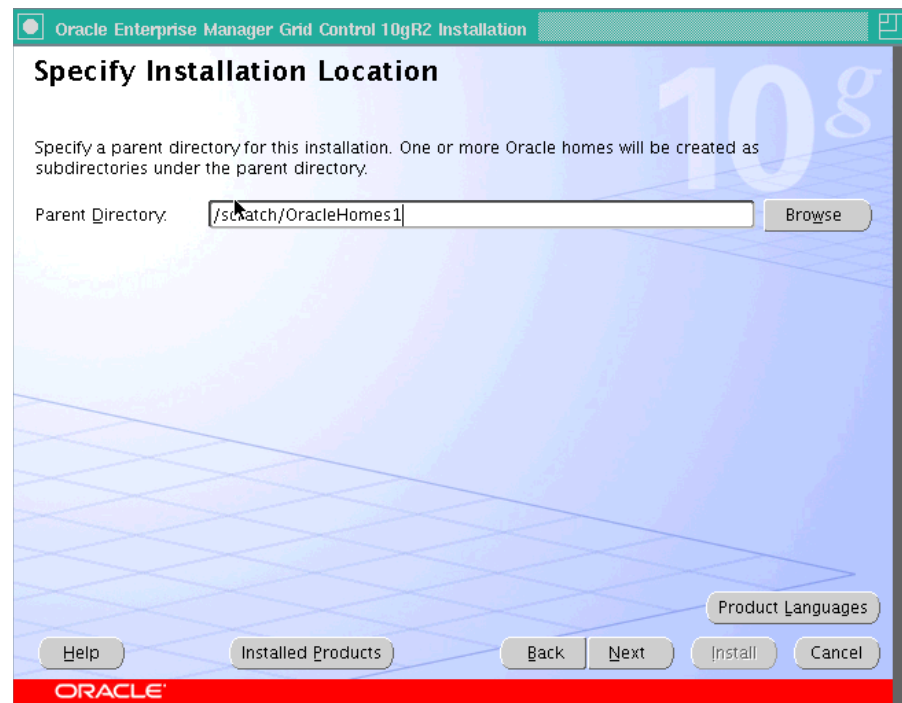 Oracle Enterprise Manager Grid Control 10gR2 Installation
Specify Installation Location
10g
Specify a parent directory for this installation. One or more Oracle homes will be created as
subdirectories under the parent directory.
Parent Directory: /scratch/OracleHomes1 Browse
Product Languages
Help Installed Products Back Next Install Cancel
ORACLE